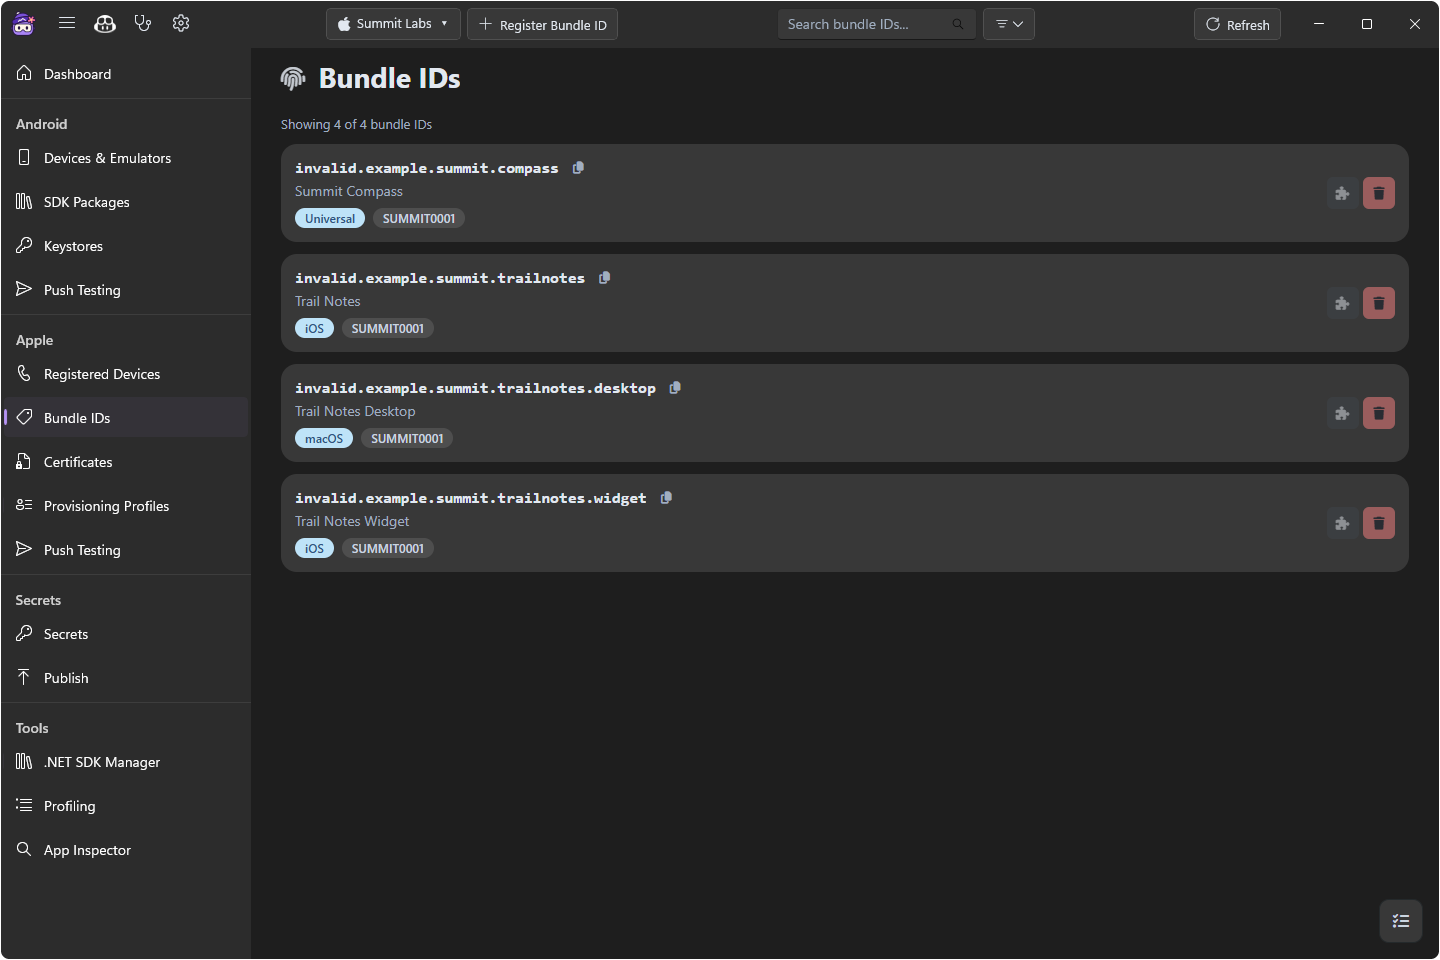 Summit Labs
Register Bundle ID
Search bundle IDs...
Refresh
Dashboard
Android
Devices & Emulators
SDK Packages
Keystores
Push Testing
Apple
Registered Devices
Bundle IDs
Certificates
Provisioning Profiles
Push Testing
Secrets
Secrets
Publish
Tools
.NET SDK Manager
Profiling
App Inspector
Bundle IDs
Showing 4 of 4 bundle IDs
invalid.example.summit.compass
Summit Compass
Universal SUMMIT0001
invalid.example.summit.trailnotes
Trail Notes
iOS SUMMIT0001
invalid.example.summit.trailnotes.desktop
Trail Notes Desktop
macOS SUMMIT0001
invalid.example.summit.trailnotes.widget
Trail Notes Widget
iOS SUMMIT0001